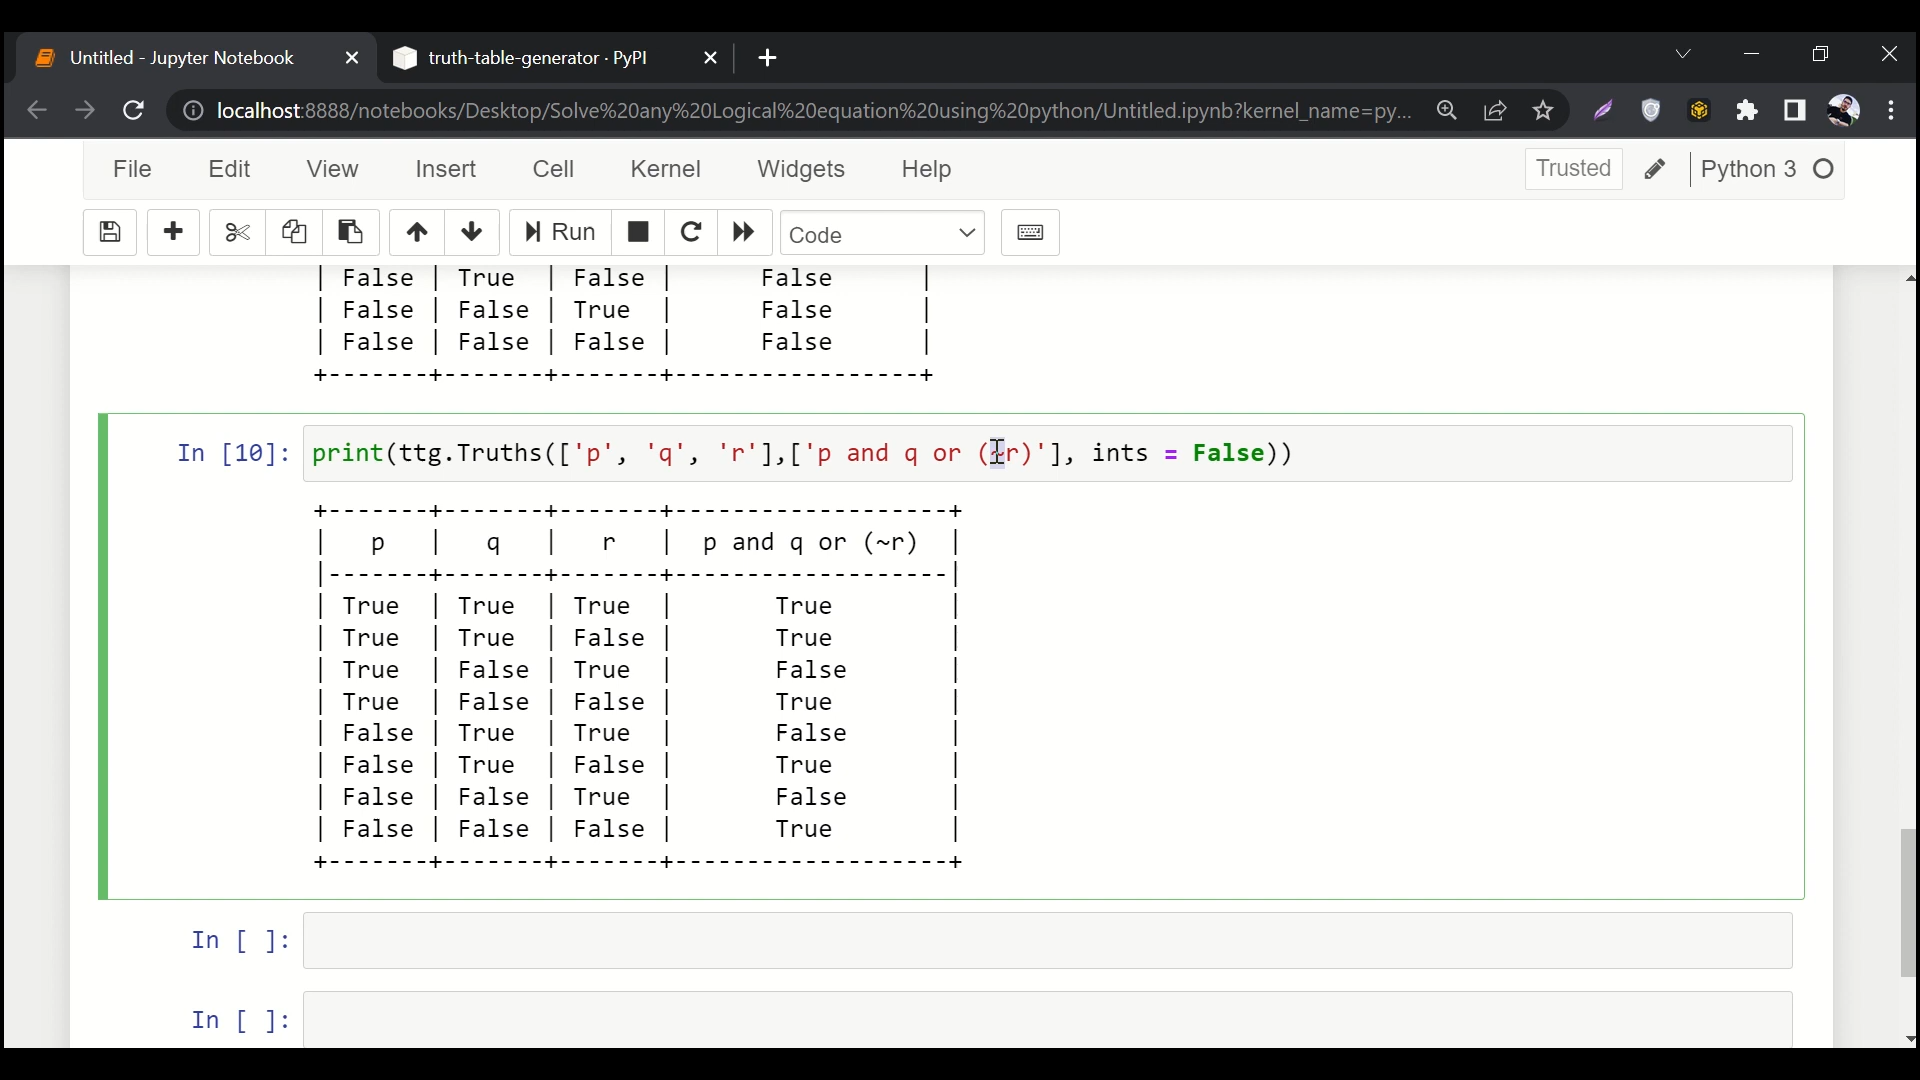 Untitled - Jupyter Notebook
truth-table-generator · PyPI
localhost:8888/notebooks/Desktop/Solve%20any%20Logical%20equation%20using%20python/Untitled.ipynb?kernel_name=py...
File Edit View Insert Cell Kernel Widgets Help Trusted Python 3
Run Code
| False | True | False | False |
| False | False | True | False |
| False | False | False | False |
+-------+-------+-------+-----------------+
In [10]: print(ttg.Truths(['p', 'q', 'r'],['p and q or (~r)'], ints = False))
+-------+-------+-------+-------------------+
| p | q | r | p and q or (~r) |
|-------+-------+-------+-------------------|
| True | True | True | True |
| True | True | False | True |
| True | False | True | False |
| True | False | False | True |
| False | True | True | False |
| False | True | False | True |
| False | False | True | False |
| False | False | False | True |
+-------+-------+-------+-------------------+
In [ ]:
In [ ]: